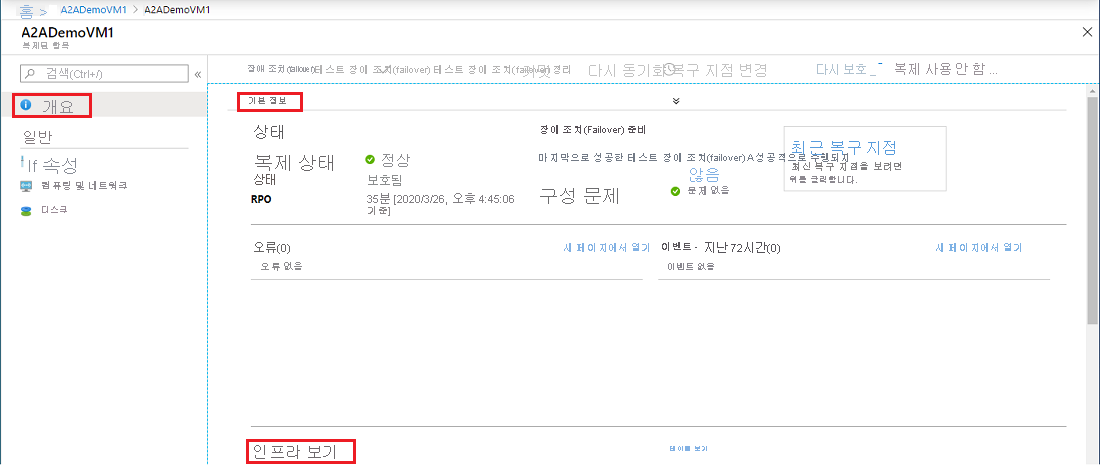 홈 > A2ADemoVM1 > A2ADemoVM1
A2ADemoVM1
복제된 항목
검색(Ctrl+/)
개요
일반
속성
컴퓨팅 및 네트워크
디스크
장애 조치(failover) 테스트 장애 조치(failover) 테스트 장애 조치(failover) 정리 커밋 다시 동기화 복구 지점 변경 다시 보호 복제 사용 안 함 ...
기본 정보
상태
복제 상태 정상
상태 보호됨
RPO 35분 [2020/3/26, 오후 4:45:06
기준]
장애 조치(Failover) 준비
마지막으로 성공한 테스트 장애 조치(failover) A 성공적으로 수행되지
않음
구성 문제 문제 없음
최근 복구 지점
최신 복구 지점을 보려면
위를 클릭합니다.
오류(0) 새 페이지에서 열기
오류 없음
이벤트 - 지난 72시간(0) 새 페이지에서 열기
이벤트 없음
인프라 보기 테이블 보기